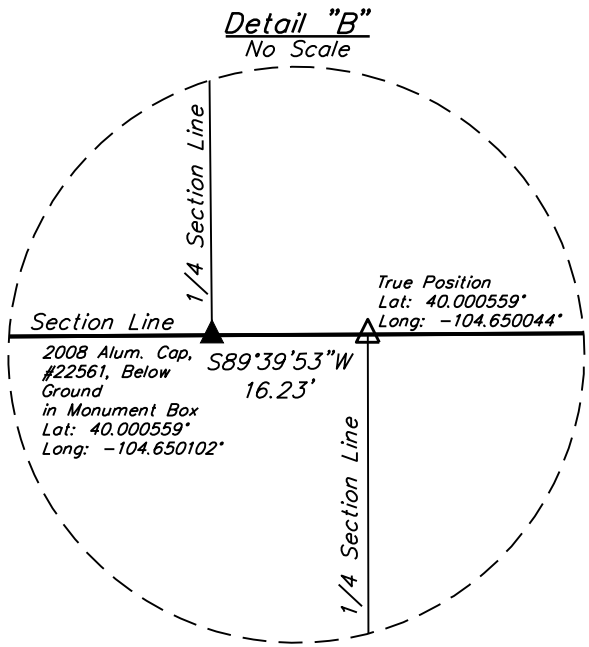 Detail "B"
No Scale
1/4 Section Line
True Position
Lat: 40.000559°
Long: -104.650044°
Section Line
2008 Alum. Cap,
#22561, Below
Ground
in Monument Box
Lat: 40.000559°
Long: -104.650102°
S89°39'53"W
16.23'
1/4 Section Line